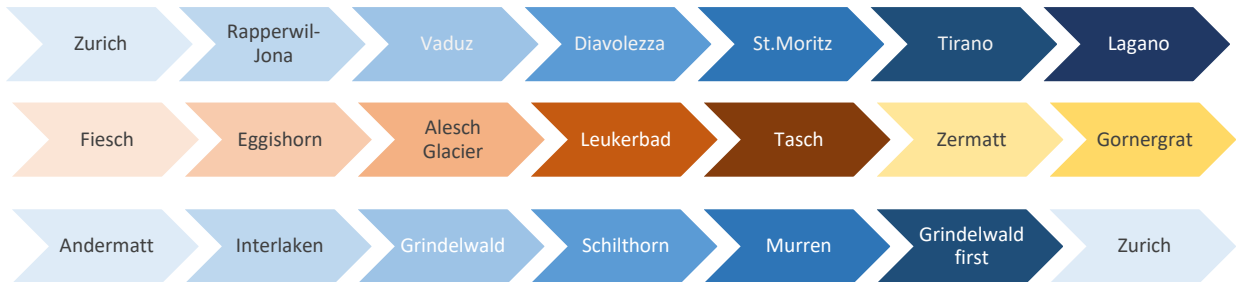 Zurich
Rapperwil-
Jona
Vaduz
Diavolezza
St.Moritz
Tirano
Lagano
Fiesch
Eggishorn
Alesch
Glacier
Leukerbad
Tasch
Zermatt
Gornergrat
Andermatt
Interlaken
Grindelwald
Schilthorn
Murren
Grindelwald
first
Zurich